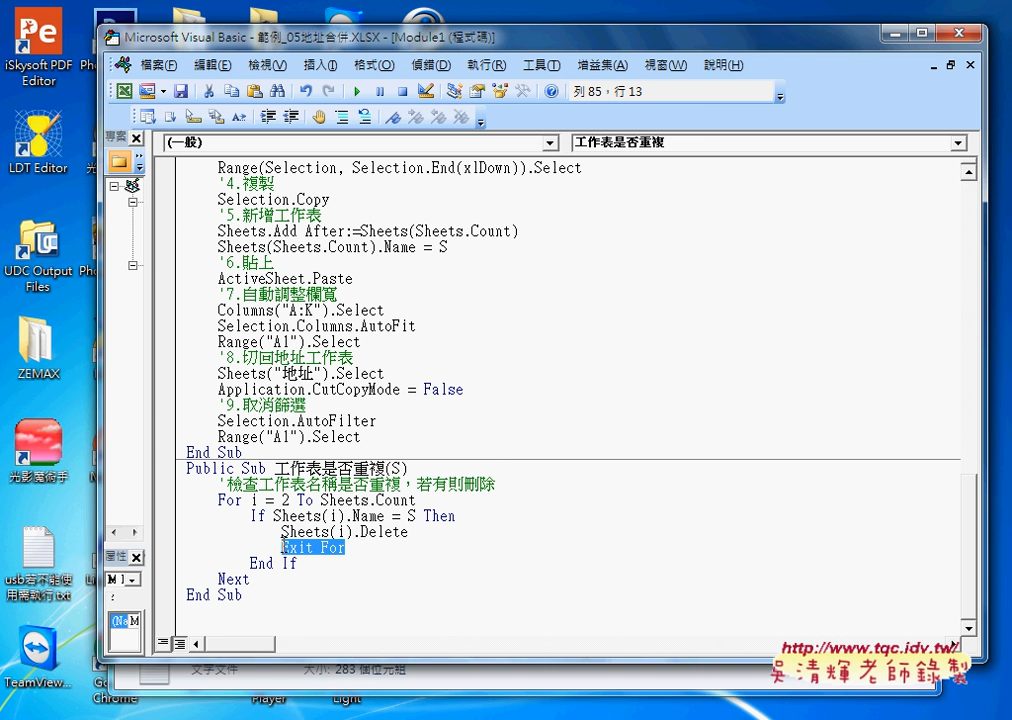 iSkysoft PDF
Editor
LDT Editor
UDC Output
Files
ZEMAX
光影魔術手
usb若不能使
用需執行.txt
TeamView...
Microsoft Visual Basic - 範例_05地址合併.XLSX - [Module1 (程式碼)]
檔案(F) 編輯(E) 檢視(V) 插入(I) 格式(O) 偵錯(D) 執行(R) 工具(T) 增益集(A) 視窗(W) 說明(H)
列 85，行 13
專案
(一般)
工作表是否重複
Range(Selection, Selection.End(xlDown)).Select
'4.複製
Selection.Copy
'5.新增工作表
Sheets.Add After:=Sheets(Sheets.Count)
Sheets(Sheets.Count).Name = S
'6.貼上
ActiveSheet.Paste
'7.自動調整欄寬
Columns("A:K").Select
Selection.Columns.AutoFit
Range("A1").Select
'8.切回地址工作表
Sheets("地址").Select
Application.CutCopyMode = False
'9.取消篩選
Selection.AutoFilter
Range("A1").Select
End Sub
Public Sub 工作表是否重複(S)
'檢查工作表名稱是否重複，若有則刪除
For i = 2 To Sheets.Count
If Sheets(i).Name = S Then
Sheets(i).Delete
Exit For
End If
Next
End Sub
屬性
文字文件 大小: 283 個位元組
Chrome
Player
Light
http://www.tqc.idv.tw/
吳清輝老師錄製